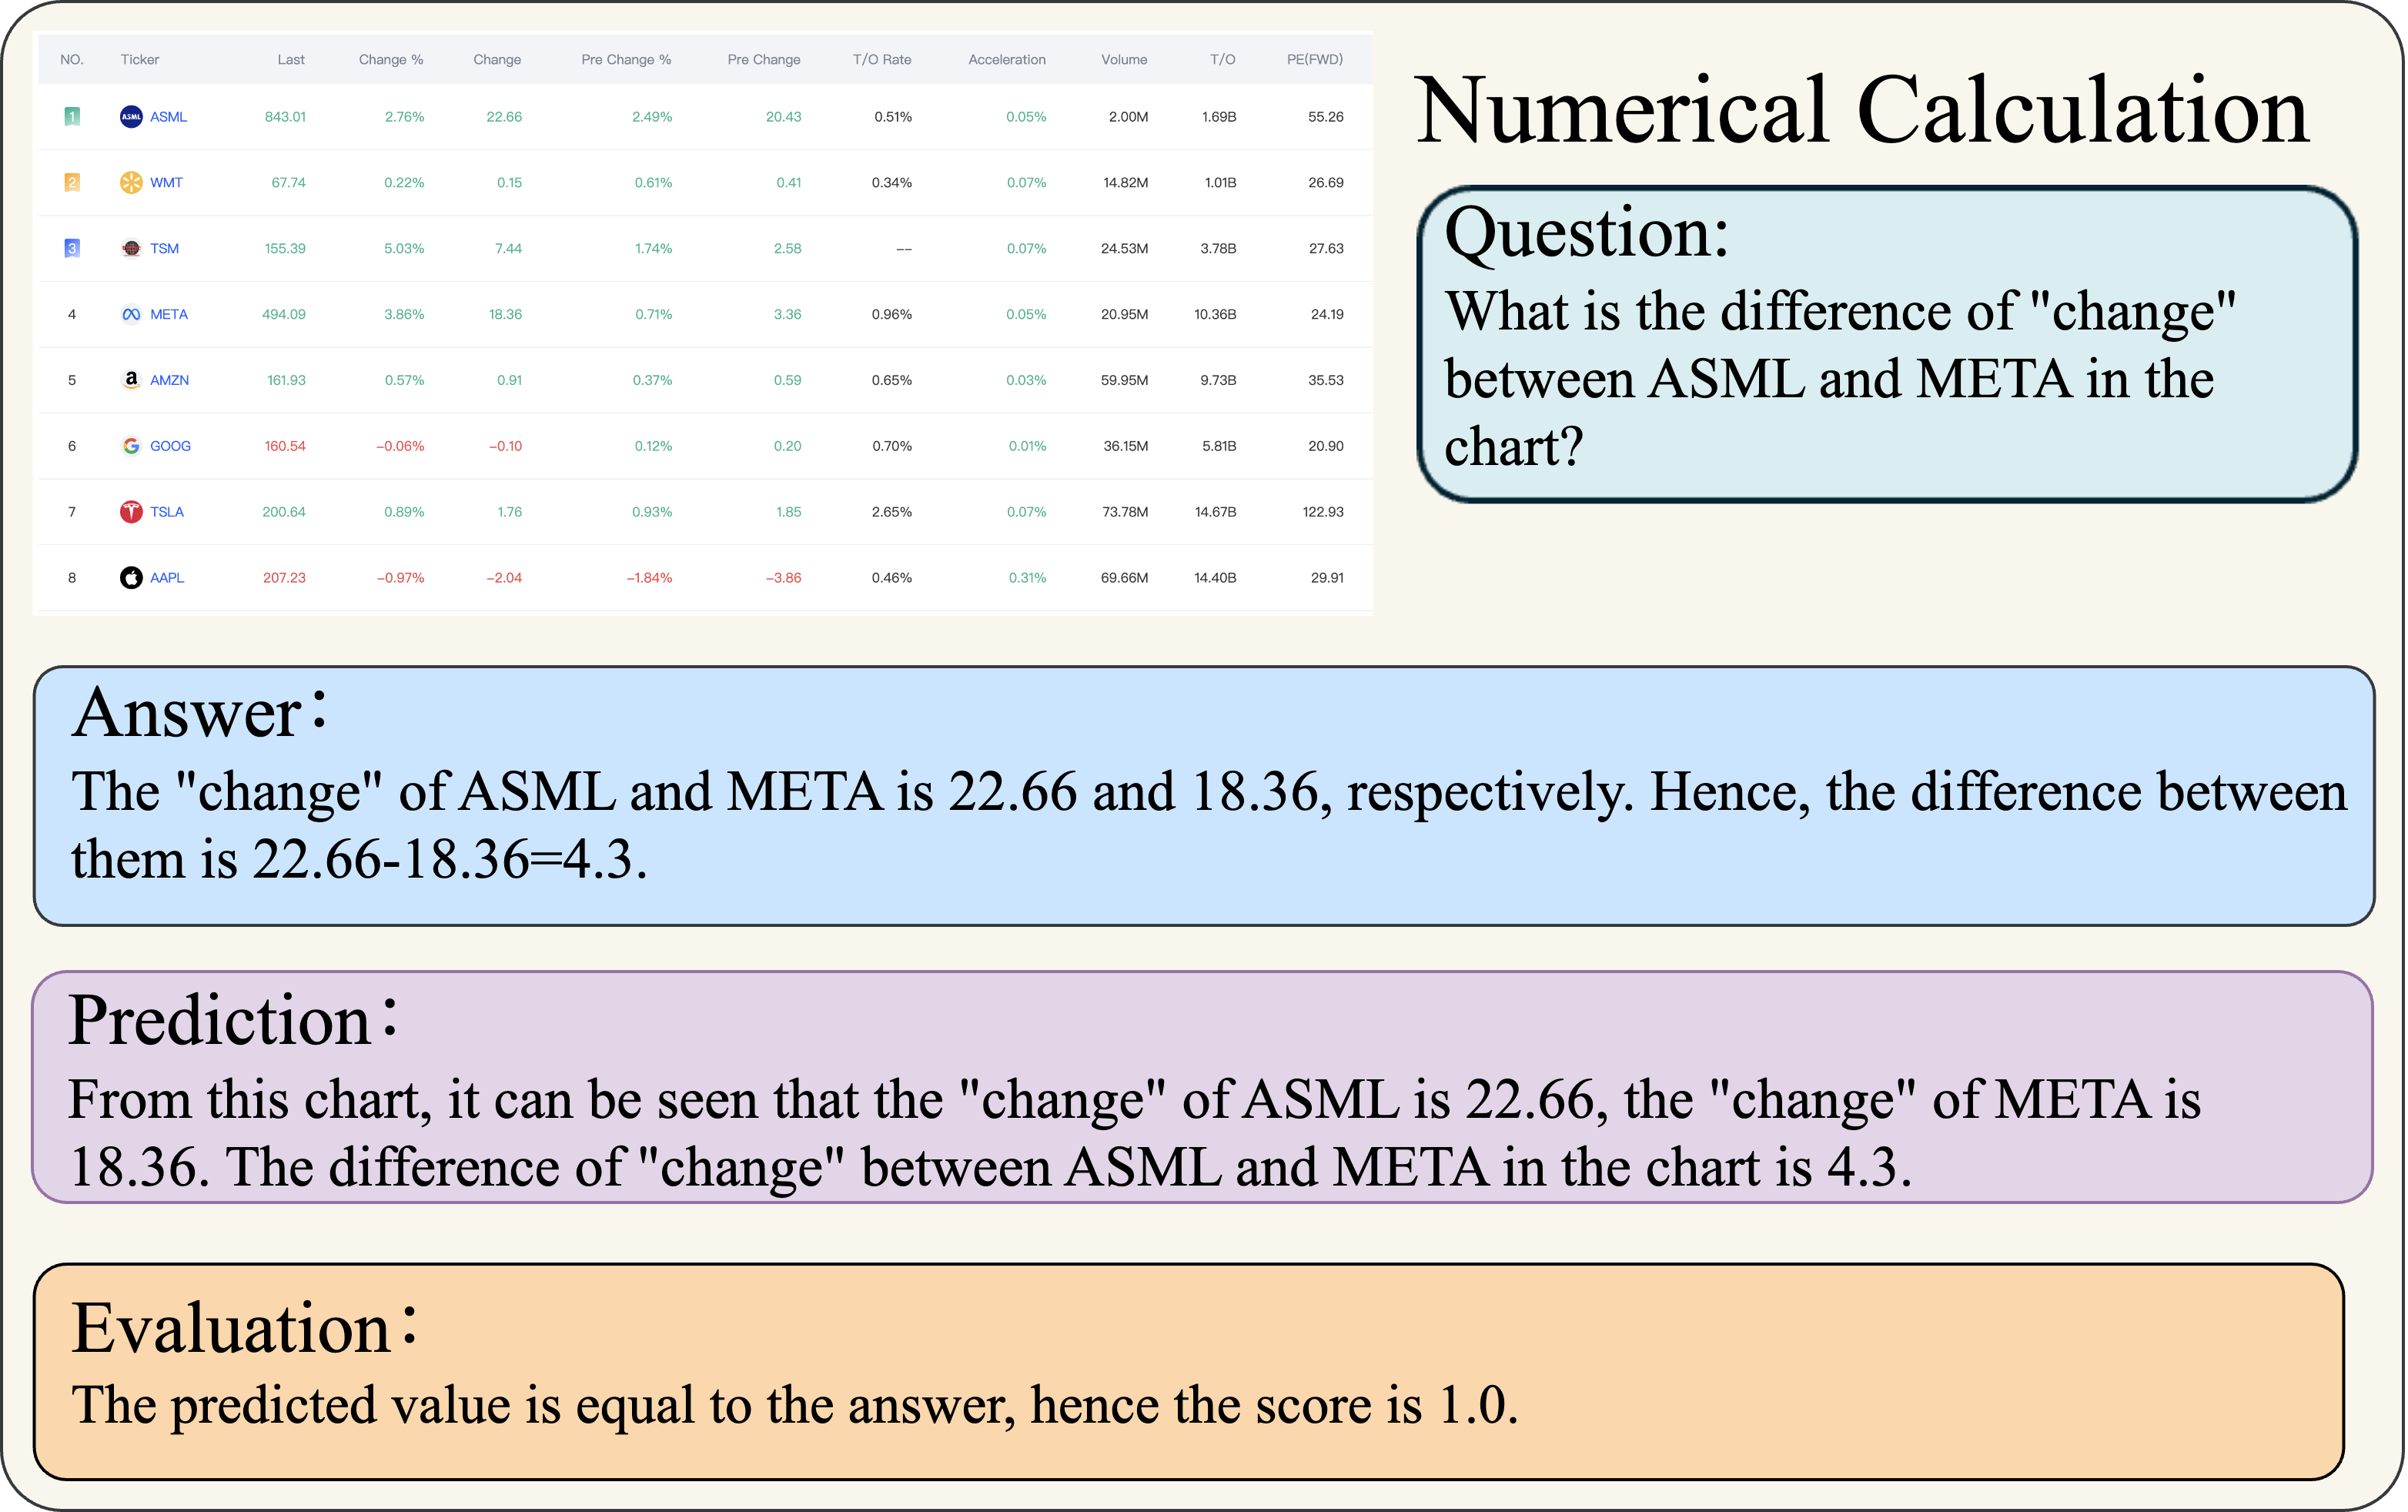 NO. Ticker Last Change % Change Pre Change % Pre Change T/O Rate Acceleration Volume T/O PE(FWD)
1 ASML ASML 843.01 2.76% 22.66 2.49% 20.43 0.51% 0.05% 2.00M 1.69B 55.26
2 WMT 67.74 0.22% 0.15 0.61% 0.41 0.34% 0.07% 14.82M 1.01B 26.69
3 TSM 155.39 5.03% 7.44 1.74% 2.58 -- 0.07% 24.53M 3.78B 27.63
4 META 494.09 3.86% 18.36 0.71% 3.36 0.96% 0.05% 20.95M 10.36B 24.19
5 a AMZN 161.93 0.57% 0.91 0.37% 0.59 0.65% 0.03% 59.95M 9.73B 35.53
6 G GOOG 160.54 -0.06% -0.10 0.12% 0.20 0.70% 0.01% 36.15M 5.81B 20.90
7 TSLA 200.64 0.89% 1.76 0.93% 1.85 2.65% 0.07% 73.78M 14.67B 122.93
8 AAPL 207.23 -0.97% -2.04 -1.84% -3.86 0.46% 0.31% 69.66M 14.40B 29.91
Numerical Calculation
Question:
What is the difference of "change"
between ASML and META in the
chart?
Answer：
The "change" of ASML and META is 22.66 and 18.36, respectively. Hence, the difference between
them is 22.66-18.36=4.3.
Prediction：
From this chart, it can be seen that the "change" of ASML is 22.66, the "change" of META is
18.36. The difference of "change" between ASML and META in the chart is 4.3.
Evaluation：
The predicted value is equal to the answer, hence the score is 1.0.